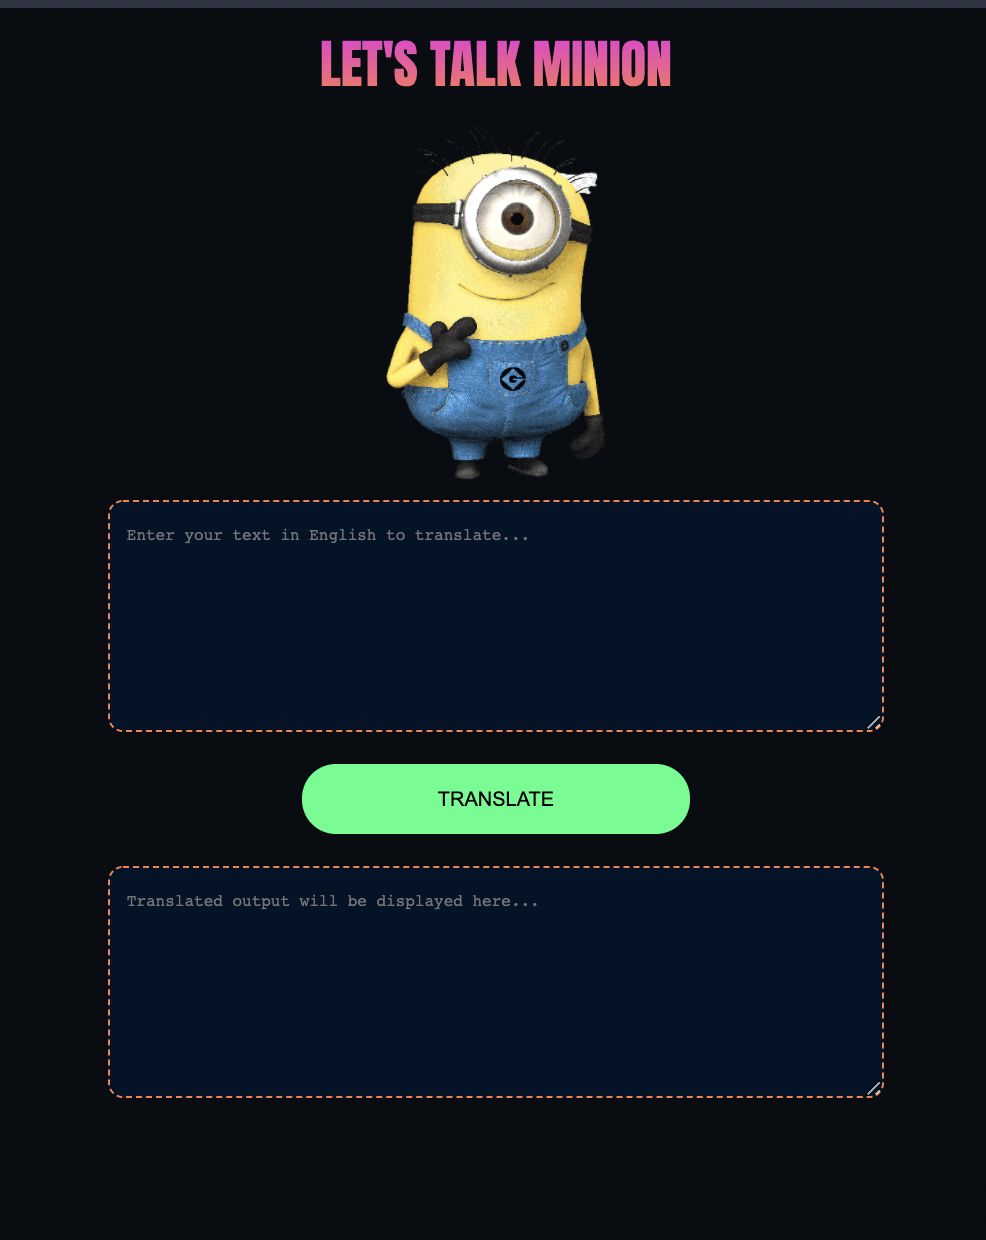 LET'S TALK MINION
G
Enter your text in English to translate...
TRANSLATE
Translated output will be displayed here...